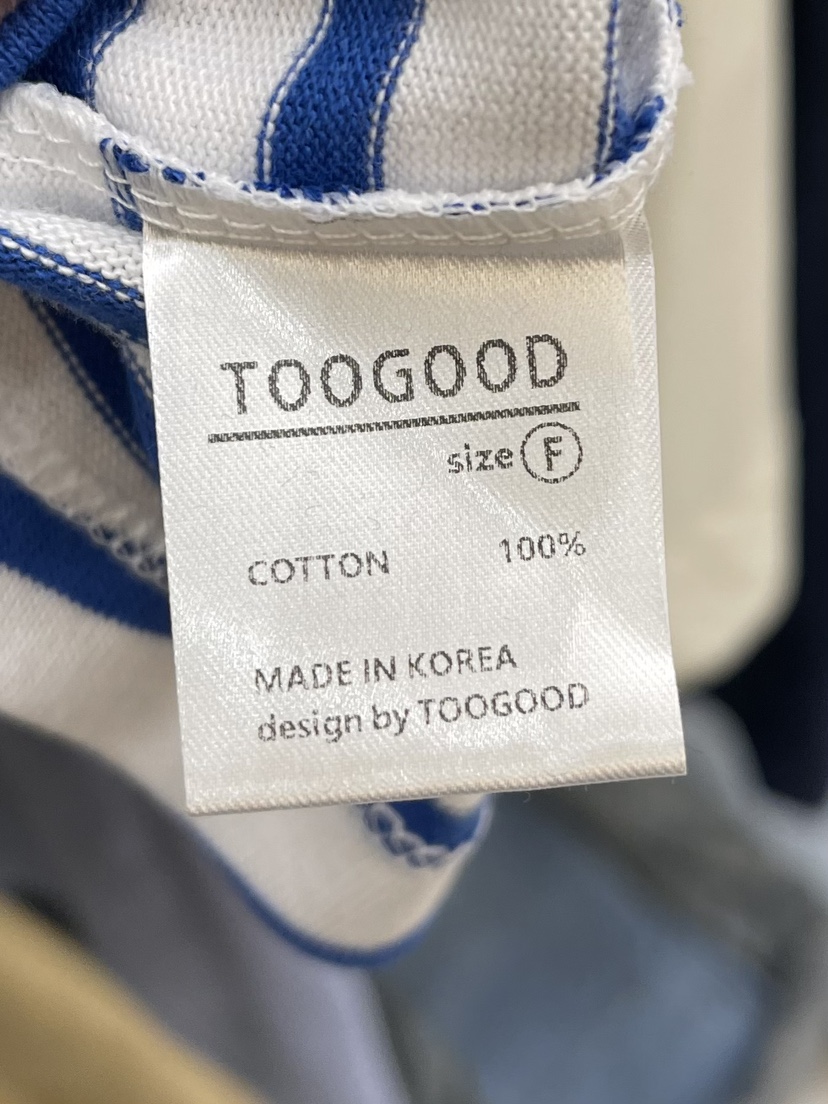 TOOGOOD
size F
COTTON 100%
MADE IN KOREA
design by TOOGOOD